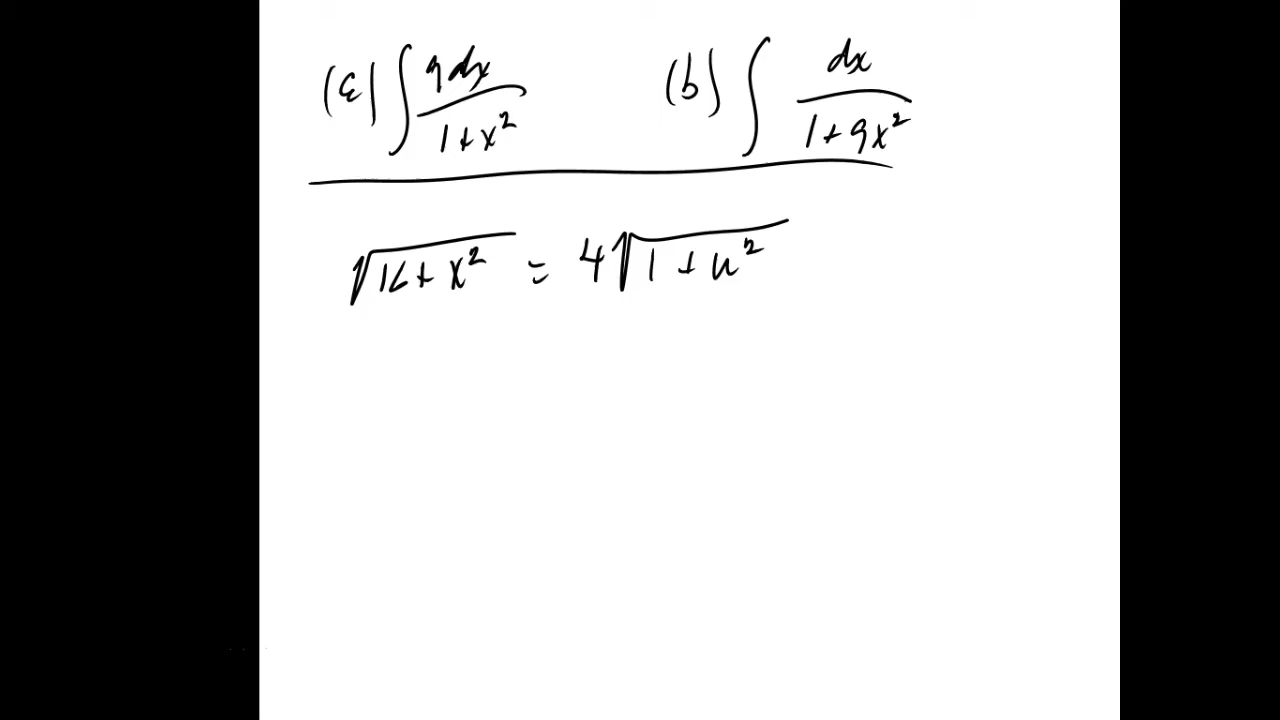 (a) ∫ 9dx / (1+x²)   (b) ∫ dx / (1+9x²)
√(16+x²) = 4√(1+u²)